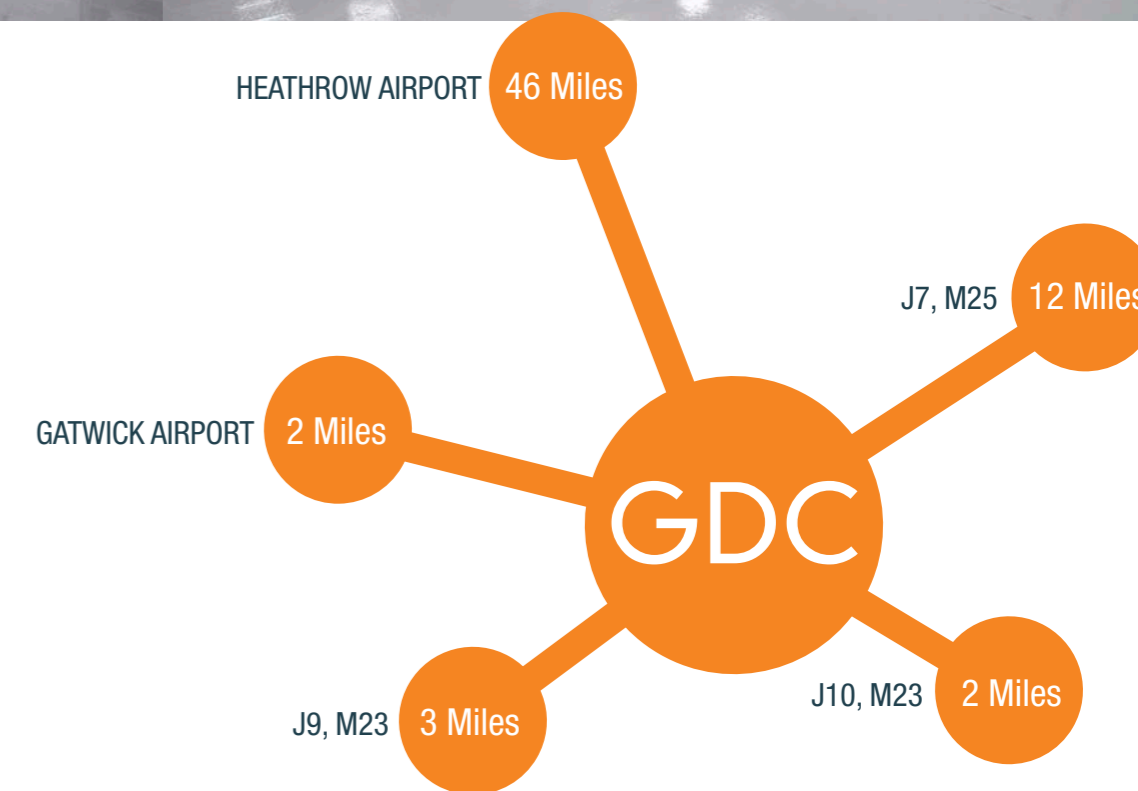 HEATHROW AIRPORT 46 Miles
J7, M25 12 Miles
GATWICK AIRPORT 2 Miles
GDC
J10, M23 2 Miles
J9, M23 3 Miles